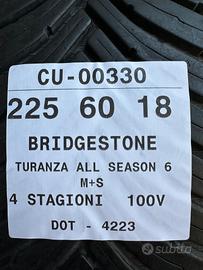 CU-00330
225 60 18
BRIDGESTONE
TURANZA ALL SEASON 6
M+S
4 STAGIONI 100V
DOT - 4223
subito